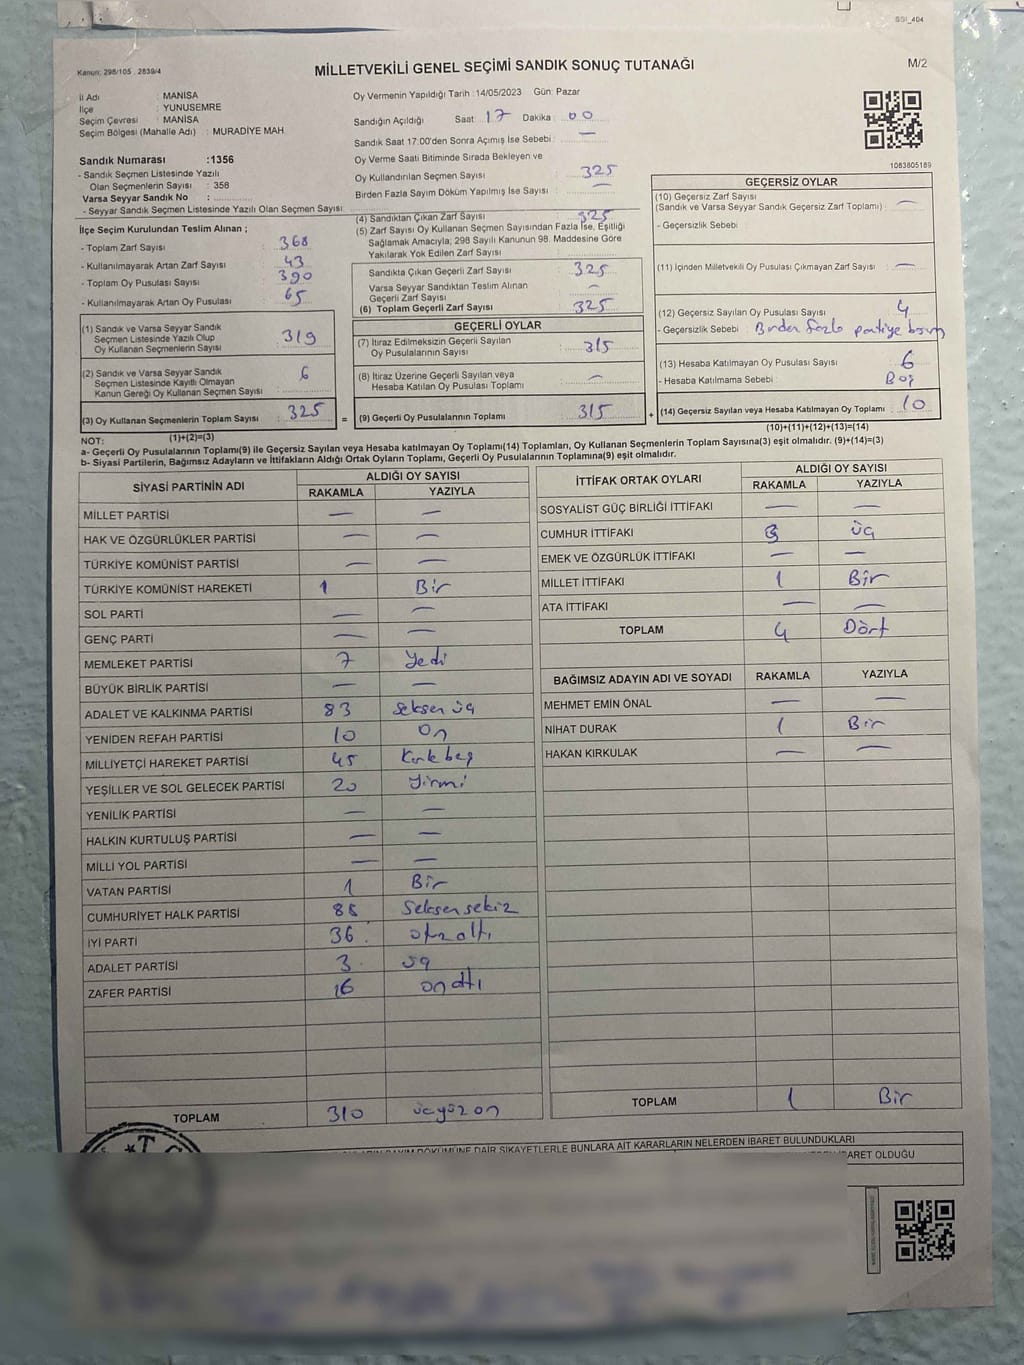 SSİ_404
Kanun: 298/105 , 2839/4
MİLLETVEKİLİ GENEL SEÇİMİ SANDIK SONUÇ TUTANAĞI
M/2
İl Adı : MANİSA
İlçe : YUNUSEMRE
Seçim Çevresi : MANİSA
Seçim Bölgesi (Mahalle Adı) : MURADİYE MAH.
Oy Vermenin Yapıldığı Tarih : 14/05/2023 Gün: Pazar
Sandığın Açıldığı Saat 17 Dakika : 00
Sandık Saat 17:00'den Sonra Açımış İse Sebebi : —
Sandık Numarası :1356
- Sandık Seçmen Listesinde Yazılı
Olan Seçmenlerin Sayısı : 358
Varsa Seyyar Sandık No :
- Seyyar Sandık Seçmen Listesinde Yazılı Olan Seçmen Sayısı:
Oy Verme Saati Bitiminde Sırada Bekleyen ve
Oy Kullandırılan Seçmen Sayısı : 325
Birden Fazla Sayım Döküm Yapılmış İse Sayısı : —
1083805189
İlçe Seçim Kurulundan Teslim Alınan ;
- Toplam Zarf Sayısı : 368
- Kullanılmayarak Artan Zarf Sayısı : 43
- Toplam Oy Pusulası Sayısı : 390
- Kullanılmayarak Artan Oy Pusulası : 65
(4) Sandıktan Çıkan Zarf Sayısı : 325
(5) Zarf Sayısı Oy Kullanan Seçmen Sayısından Fazla İse, Eşitliği
Sağlamak Amacıyla; 298 Sayılı Kanunun 98. Maddesine Göre
Yakılarak Yok Edilen Zarf Sayısı :
Sandıkta Çıkan Geçerli Zarf Sayısı : 325
Varsa Seyyar Sandıktan Teslim Alınan
Geçerli Zarf Sayısı : —
(6) Toplam Geçerli Zarf Sayısı : 325
GEÇERSİZ OYLAR
(10) Geçersiz Zarf Sayısı
(Sandık ve Varsa Seyyar Sandık Geçersiz Zarf Toplamı) : —
- Geçersizlik Sebebi :
(11) İçinden Milletvekili Oy Pusulası Çıkmayan Zarf Sayısı : —
(12) Geçersiz Sayılan Oy Pusulası Sayısı : 4
- Geçersizlik Sebebi : Birden fazla partiye basım
(13) Hesaba Katılmayan Oy Pusulası Sayısı : 6
- Hesaba Katılmama Sebebi : Boş
(14) Geçersiz Sayılan veya Hesaba Katılmayan Oy Toplamı : 10
(10)+(11)+(12)+(13)=(14)
(1) Sandık ve Varsa Seyyar Sandık
Seçmen Listesinde Yazılı Olup
Oy Kullanan Seçmenlerin Sayısı : 319
(2) Sandık ve Varsa Seyyar Sandık
Seçmen Listesinde Kayıtlı Olmayan
Kanun Gereği Oy Kullanan Seçmen Sayısı : 6
(3) Oy Kullanan Seçmenlerin Toplam Sayısı : 325 =
(1)+(2)=(3)
GEÇERLİ OYLAR
(7) İtiraz Edilmeksizin Geçerli Sayılan
Oy Pusulalarının Sayısı : 315
(8) İtiraz Üzerine Geçerli Sayılan veya
Hesaba Katılan Oy Pusulası Toplamı : —
(9) Geçerli Oy Pusulalarının Toplamı : 315 +
NOT:
a- Geçerli Oy Pusulalarının Toplamı(9) ile Geçersiz Sayılan veya Hesaba katılmayan Oy Toplamı(14) Toplamları, Oy Kullanan Seçmenlerin Toplam Sayısına(3) eşit olmalıdır. (9)+(14)=(3)
b- Siyasi Partilerin, Bağımsız Adayların ve İttifakların Aldığı Ortak Oyların Toplamı, Geçerli Oy Pusulalarının Toplamına(9) eşit olmalıdır.
SİYASİ PARTİNİN ADI ALDIĞI OY SAYISI
RAKAMLA YAZIYLA
MİLLET PARTİSİ — —
HAK VE ÖZGÜRLÜKLER PARTİSİ — —
TÜRKİYE KOMÜNİST PARTİSİ — —
TÜRKİYE KOMÜNİST HAREKETİ 1 Bir
SOL PARTİ — —
GENÇ PARTİ — —
MEMLEKET PARTİSİ 7 Yedi
BÜYÜK BİRLİK PARTİSİ — —
ADALET VE KALKINMA PARTİSİ 83 seksen üç
YENİDEN REFAH PARTİSİ 10 On
MİLLİYETÇİ HAREKET PARTİSİ 45 Kırk beş
YEŞİLLER VE SOL GELECEK PARTİSİ 20 Yirmi
YENİLİK PARTİSİ — —
HALKIN KURTULUŞ PARTİSİ — —
MİLLİ YOL PARTİSİ — —
VATAN PARTİSİ 1 Bir
CUMHURİYET HALK PARTİSİ 88 Seksen sekiz
İYİ PARTİ 36 otuz altı
ADALET PARTİSİ 3 üç
ZAFER PARTİSİ 16 on altı
TOPLAM 310 üçyüz on
İTTİFAK ORTAK OYLARI ALDIĞI OY SAYISI
RAKAMLA YAZIYLA
SOSYALİST GÜÇ BİRLİĞİ İTTİFAKI — —
CUMHUR İTTİFAKI 3 üç
EMEK VE ÖZGÜRLÜK İTTİFAKI — —
MİLLET İTTİFAKI 1 Bir
ATA İTTİFAKI — —
TOPLAM 4 Dört
BAĞIMSIZ ADAYIN ADI VE SOYADI RAKAMLA YAZIYLA
MEHMET EMİN ÖNAL — —
NİHAT DURAK 1 Bir
HAKAN KIRKULAK — —
TOPLAM 1 Bir
DÖKÜMÜNE DAİR ŞİKAYETLERLE BUNLARA AİT KARARLARIN NELERDEN İBARET BULUNDUKLARI
İBARET OLDUĞU
T.C.